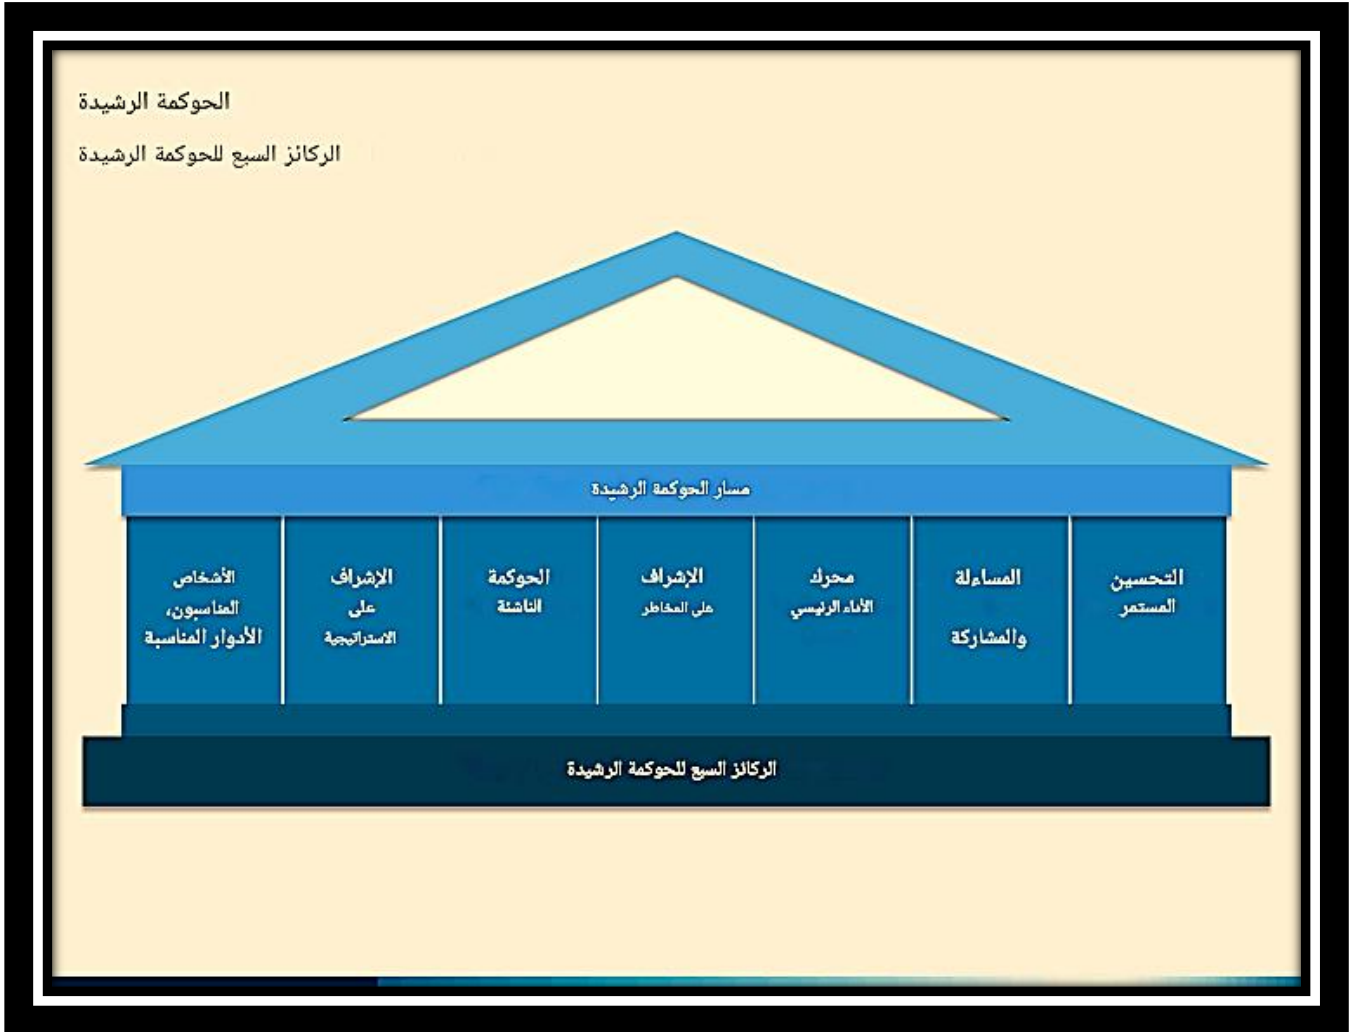 الحوكمة الرشيدة
الركائز السبع للحوكمة الرشيدة
مسار الحوكمة الرشيدة
التحسين
المستمر
المساءلة
والمشاركة
محرك
الأداء الرئيسي
الإشراف
على المخاطر
الحوكمة
الناشئة
الإشراف
على
الاستراتيجية
الأشخاص
المناسبون،
الأدوار المناسبة
الركائز السبع للحوكمة الرشيدة